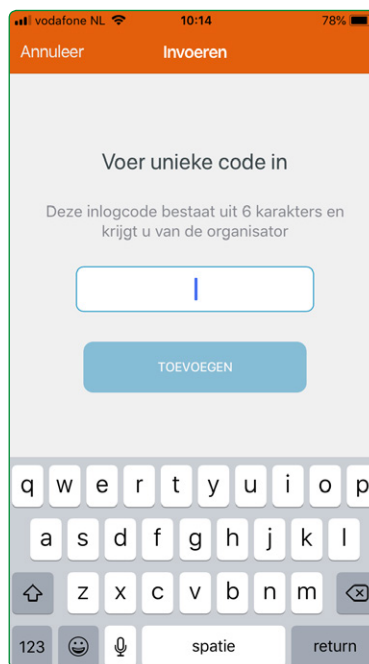 vodafone NL 10:14 78%
Annuleer Invoeren
Voer unieke code in
Deze inlogcode bestaat uit 6 karakters en
krijgt u van de organisator
TOEVOEGEN
q w e r t y u i o p
a s d f g h j k l
z x c v b n m
123 spatie return